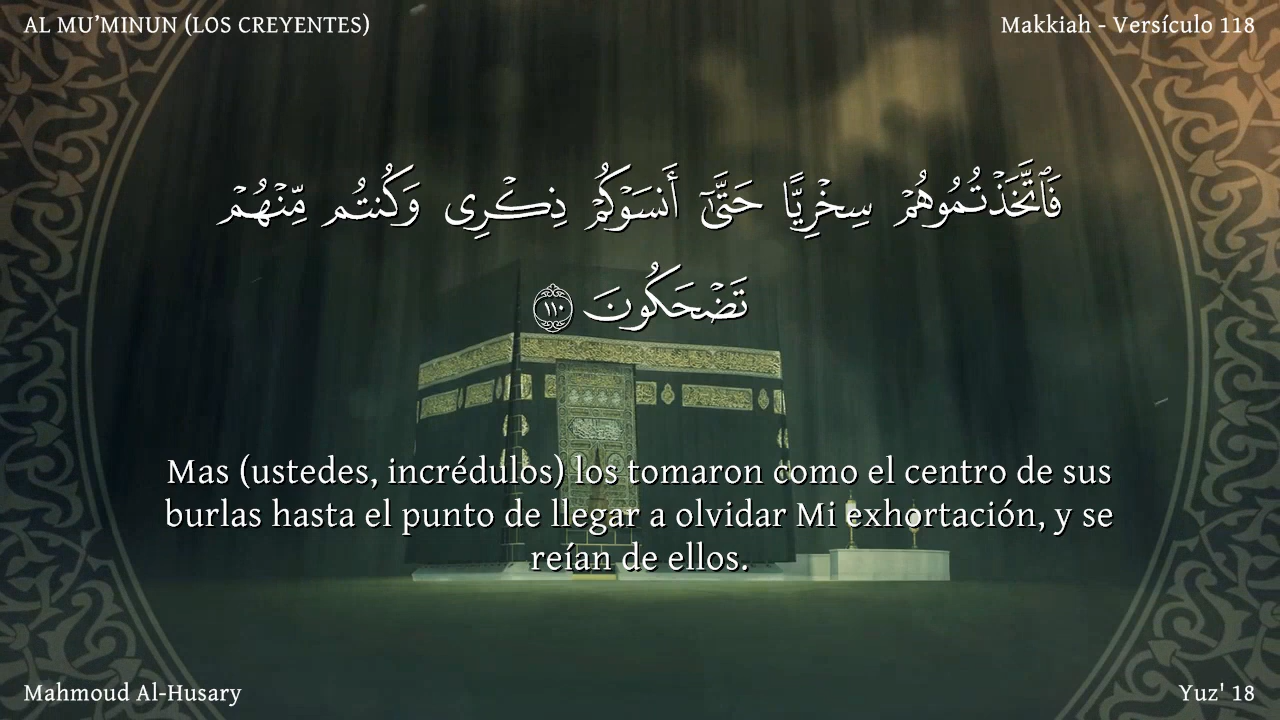 AL MU’MINUN (LOS CREYENTES)
Makkiah - Versículo 118
فَٱتَّخَذْتُمُوهُمْ سِخْرِيًّا حَتَّىٰٓ أَنسَوْكُمْ ذِكْرِى وَكُنتُم مِّنْهُمْ
تَضْحَكُونَ ١١٠
Mas (ustedes, incrédulos) los tomaron como el centro de sus
burlas hasta el punto de llegar a olvidar Mi exhortación, y se
reían de ellos.
Mahmoud Al-Husary
Yuz' 18